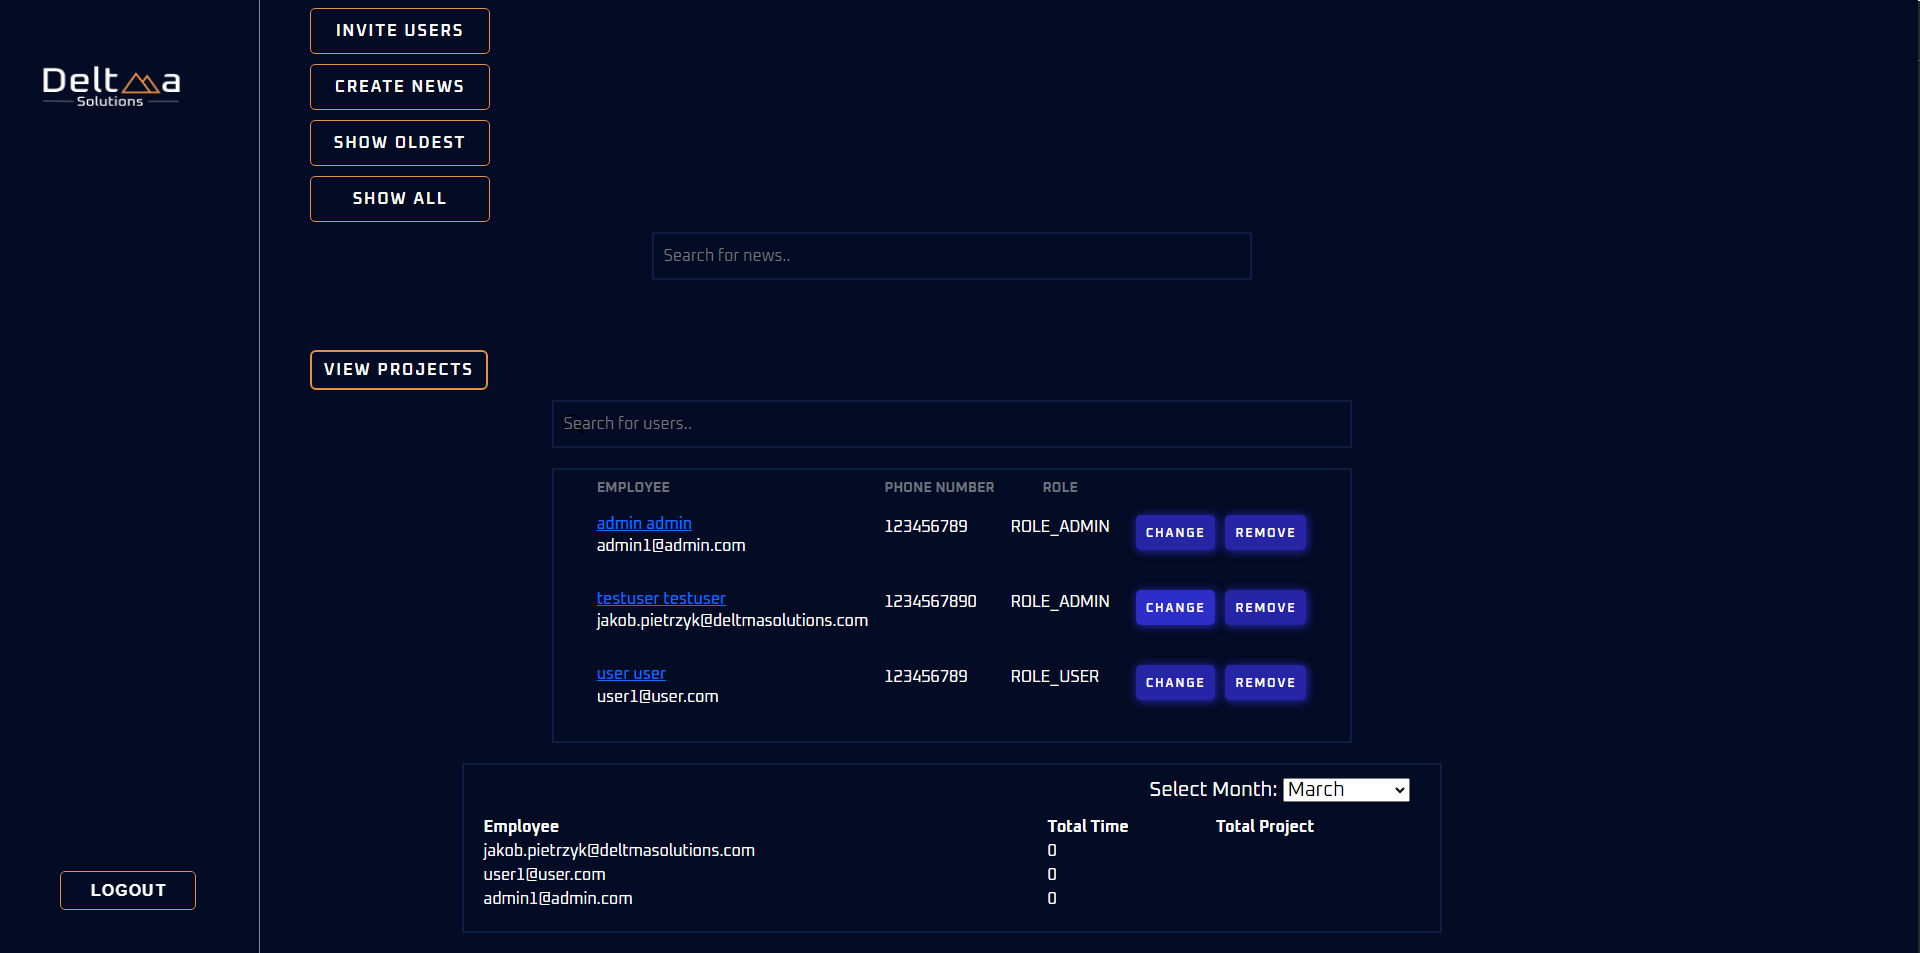 Deltma
Solutions
INVITE USERS
CREATE NEWS
SHOW OLDEST
SHOW ALL
Search for news..
VIEW PROJECTS
Search for users..
EMPLOYEE PHONE NUMBER ROLE
admin admin 123456789 ROLE_ADMIN CHANGE REMOVE
admin1@admin.com
testuser testuser 1234567890 ROLE_ADMIN CHANGE REMOVE
jakob.pietrzyk@deltmasolutions.com
user user 123456789 ROLE_USER CHANGE REMOVE
user1@user.com
Select Month: March
Employee Total Time Total Project
jakob.pietrzyk@deltmasolutions.com 0
user1@user.com 0
admin1@admin.com 0
LOGOUT